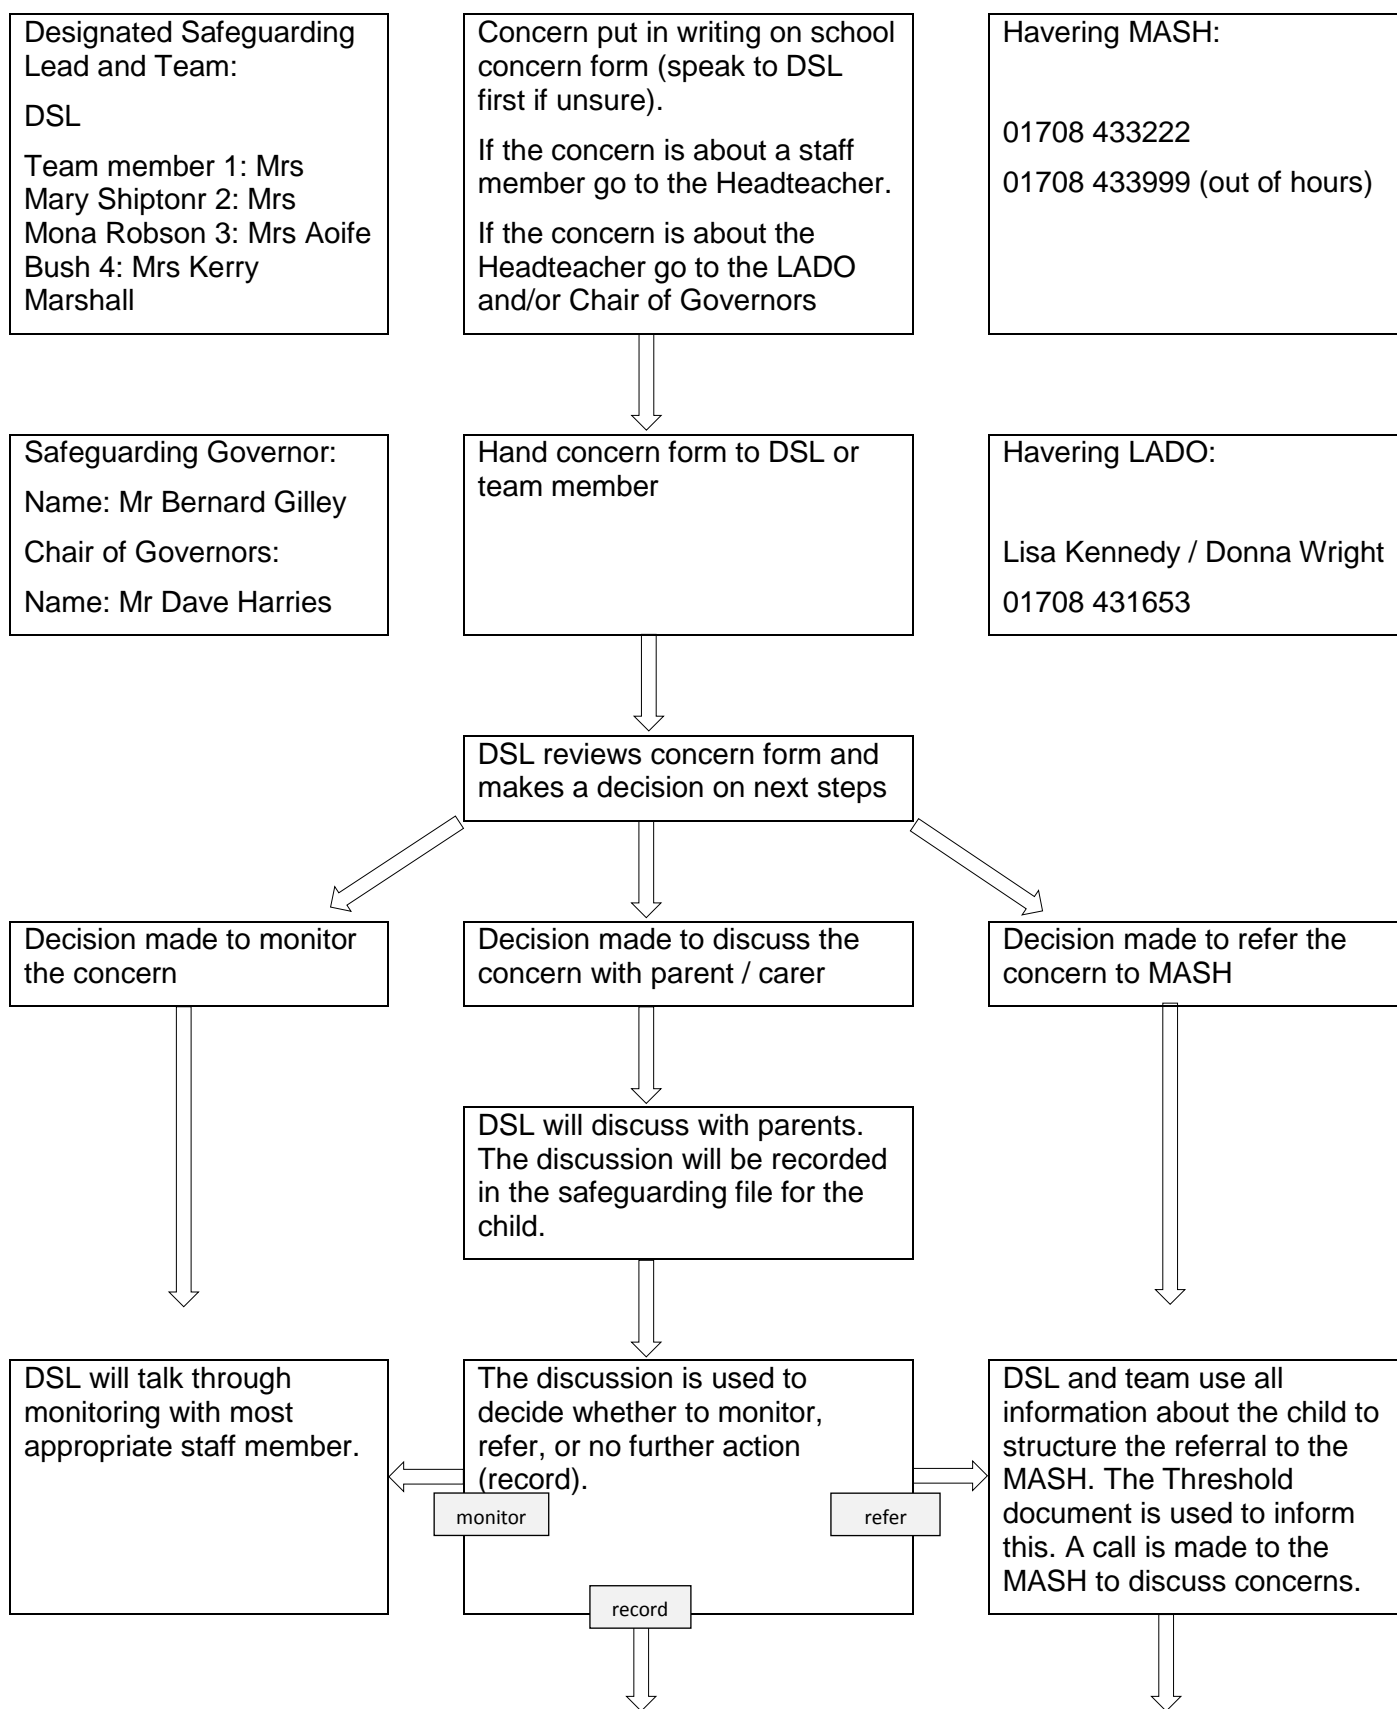 Designated Safeguarding
Lead and Team:
DSL
Team member 1: Mrs
Mary Shiptonr 2: Mrs
Mona Robson 3: Mrs Aoife
Bush 4: Mrs Kerry
Marshall
Concern put in writing on school
concern form (speak to DSL
first if unsure).
If the concern is about a staff
member go to the Headteacher.
If the concern is about the
Headteacher go to the LADO
and/or Chair of Governors
Havering MASH:
01708 433222
01708 433999 (out of hours)
Safeguarding Governor:
Name: Mr Bernard Gilley
Chair of Governors:
Name: Mr Dave Harries
Hand concern form to DSL or
team member
Havering LADO:
Lisa Kennedy / Donna Wright
01708 431653
DSL reviews concern form and
makes a decision on next steps
Decision made to monitor
the concern
Decision made to discuss the
concern with parent / carer
Decision made to refer the
concern to MASH
DSL will discuss with parents.
The discussion will be recorded
in the safeguarding file for the
child.
DSL will talk through
monitoring with most
appropriate staff member.
The discussion is used to
decide whether to monitor,
refer, or no further action
(record).
monitor
refer
record
DSL and team use all
information about the child to
structure the referral to the
MASH. The Threshold
document is used to inform
this. A call is made to the
MASH to discuss concerns.